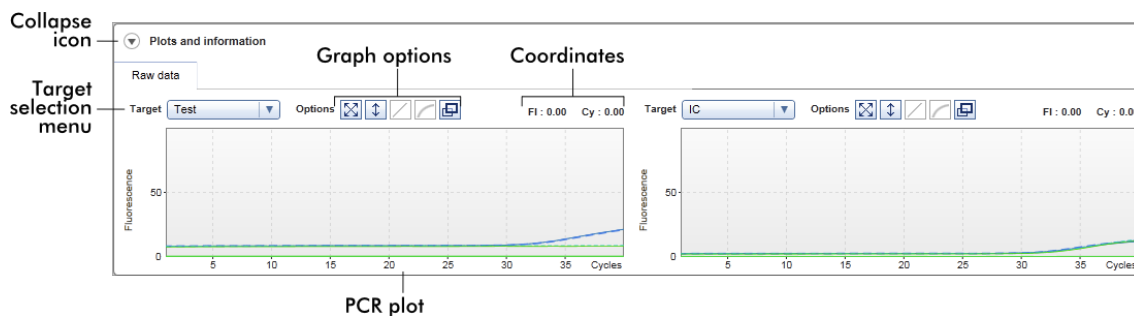 Collapse
icon
Plots and information
Graph options
Coordinates
Raw data
Target
selection
menu
Target Test Options FI : 0.00 Cy : 0.00
Target IC Options FI : 0.00 Cy : 0.00
Fluorescence
50
0
5 10 15 20 25 30 35 Cycles
Fluorescence
50
0
5 10 15 20 25 30 35 Cycles
PCR plot